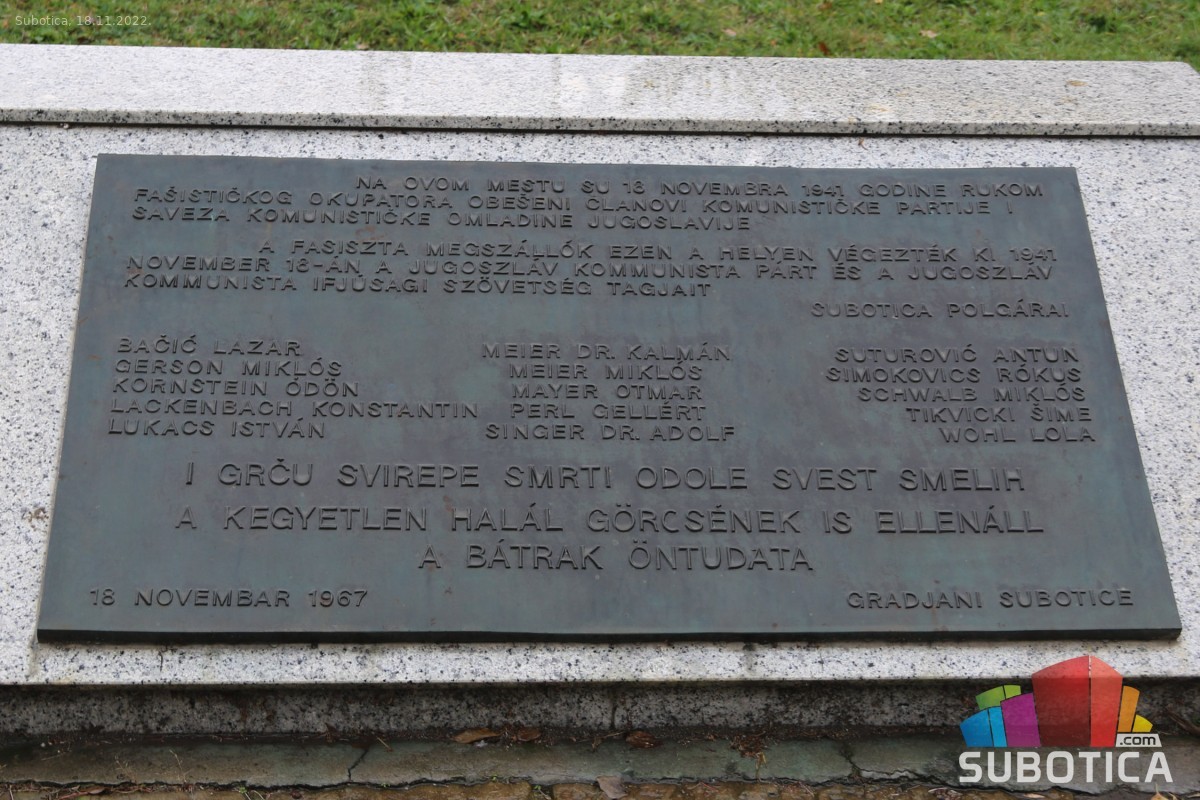 Subotica, 18.11.2022.
NA OVOM MESTU SU 18 NOVEMBRA 1941 GODINE RUKOM
FAŠISTIČKOG OKUPATORA OBEŠENI ČLANOVI KOMUNISTIČKE PARTIJE I
SAVEZA KOMUNISTIČKE OMLADINE JUGOSLAVIJE
A FASISZTA MEGSZÁLLÓK EZEN A HELYEN VÉGEZTÉK KI 1941
NOVEMBER 18-ÁN A JUGOSZLÁV KOMMUNISTA PÁRT ÉS A JUGOSZLÁV
KOMMUNISTA IFJUSAGI SZÖVETSÉG TAGJAIT
SUBOTICA POLGÁRAI
BAČIĆ LAZAR MEIER DR. KALMÁN SUTUROVIĆ ANTUN
GERSON MIKLÓS MEIER MIKLÓS SIMOKOVICS RÓKUS
KORNSTEIN ÖDÖN MAYER OTMAR SCHWALB MIKLÓS
LACKENBACH KONSTANTIN PERL GELLÉRT TIKVICKI ŠIME
LUKACS ISTVÁN SINGER DR. ADOLF WOHL LOLA
I GRČU SVIREPE SMRTI ODOLE SVEST SMELIH
A KEGYETLEN HALÁL GÖRCSÉNEK IS ELLENÁLL
A BÁTRAK ÖNTUDATA
18 NOVEMBAR 1967 GRADJANI SUBOTICE
.com
SUBOTICA